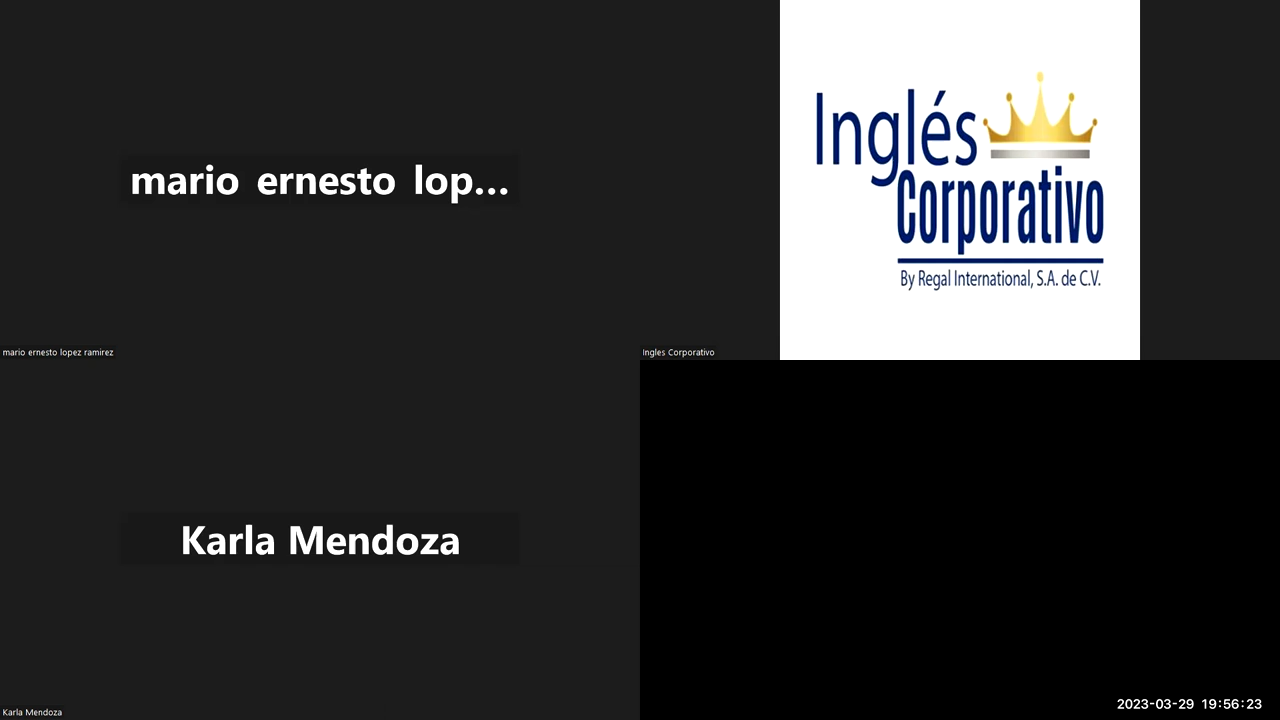 mario ernesto lop...
mario ernesto lopez ramirez
Inglés
Corporativo
By Regal International, S.A. de C.V.
Ingles Corporativo
Karla Mendoza
Karla Mendoza
2023-03-29 19:56:23